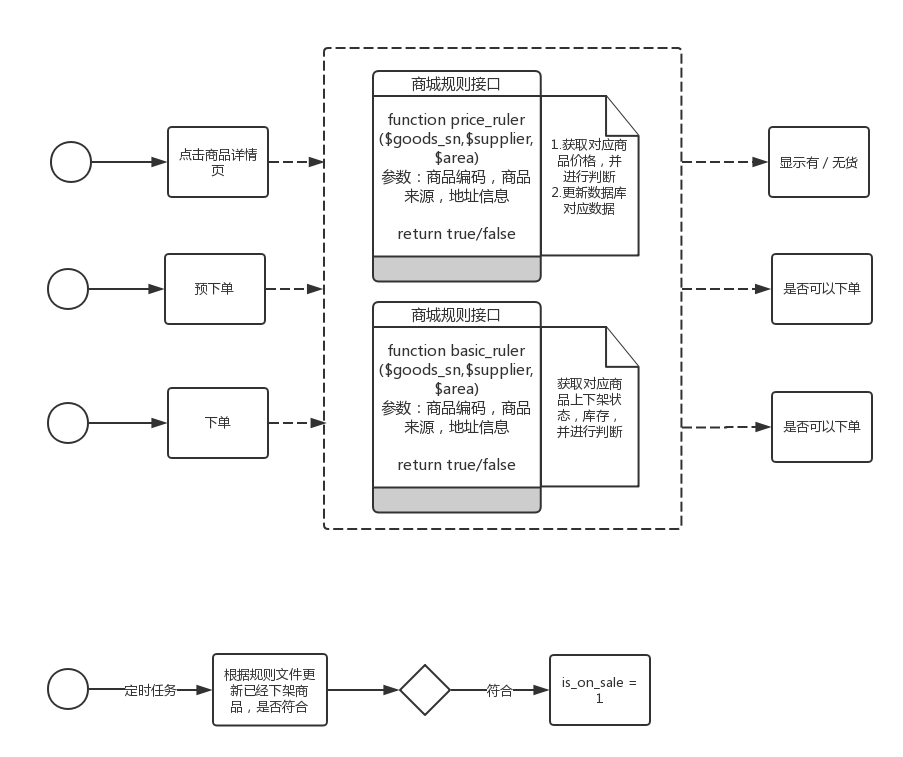 商城规则接口
function price_ruler
($goods_sn,$supplier,
$area)
参数：商品编码，商品
来源，地址信息
return true/false
1.获取对应商
品价格，并
进行判断
2.更新数据库
对应数据
点击商品详情
页
显示有 / 无货
预下单
是否可以下单
商城规则接口
function basic_ruler
($goods_sn,$supplier,
$area)
参数：商品编码，商品
来源，地址信息
return true/false
获取对应商
品上下架状
态，库存，
并进行判断
下单
是否可以下单
定时任务
根据规则文件更
新已经下架商
品，是否符合
符合
is_on_sale =
1